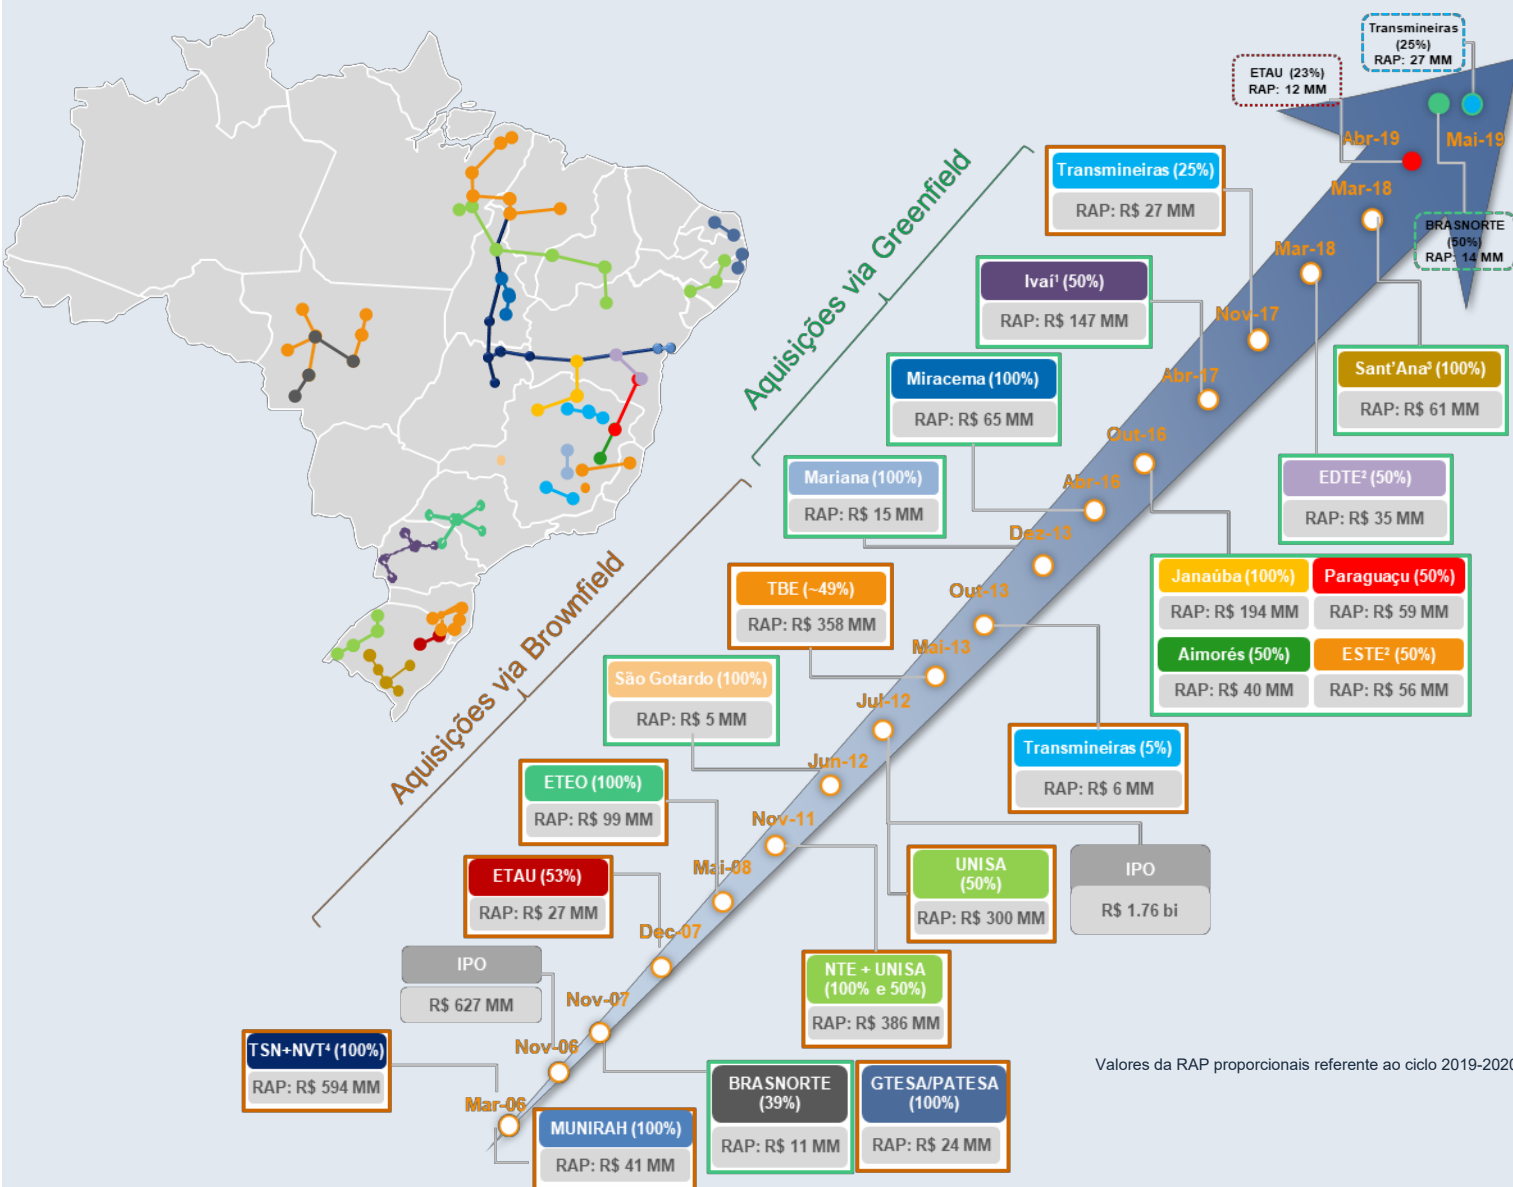 Transmineiras
(25%)
RAP: 27 MM
ETAU (23%)
RAP: 12 MM
Abr-19
Mai-19
Mar-18
BRASNORTE
(50%)
RAP: 14 MM
Transmineiras (25%)
RAP: R$ 27 MM
Mar-18
Ivaí¹ (50%)
RAP: R$ 147 MM
Nov-17
Aquisições via Greenfield
Sant'Ana³ (100%)
RAP: R$ 61 MM
Miracema (100%)
RAP: R$ 65 MM
Abr-17
Out-16
Mariana (100%)
RAP: R$ 15 MM
Abr-16
EDTE² (50%)
RAP: R$ 35 MM
Dez-13
Janaúba (100%)
RAP: R$ 194 MM
Paraguaçu (50%)
RAP: R$ 59 MM
Aimorés (50%)
RAP: R$ 40 MM
ESTE² (50%)
RAP: R$ 56 MM
TBE (~49%)
RAP: R$ 358 MM
Out-13
Mai-13
Aquisições via Brownfield
São Gotardo (100%)
RAP: R$ 5 MM
Jul-12
Transmineiras (5%)
RAP: R$ 6 MM
Jun-12
ETEO (100%)
RAP: R$ 99 MM
Nov-11
UNISA
(50%)
RAP: R$ 300 MM
IPO
R$ 1.76 bi
Mai-08
ETAU (53%)
RAP: R$ 27 MM
Dec-07
NTE + UNISA
(100% e 50%)
RAP: R$ 386 MM
IPO
R$ 627 MM
Nov-07
Nov-06
TSN+NVT⁴ (100%)
RAP: R$ 594 MM
Valores da RAP proporcionais referente ao ciclo 2019-2020
BRASNORTE
(39%)
RAP: R$ 11 MM
GTESA/PATESA
(100%)
RAP: R$ 24 MM
Mar-06
MUNIRAH (100%)
RAP: R$ 41 MM